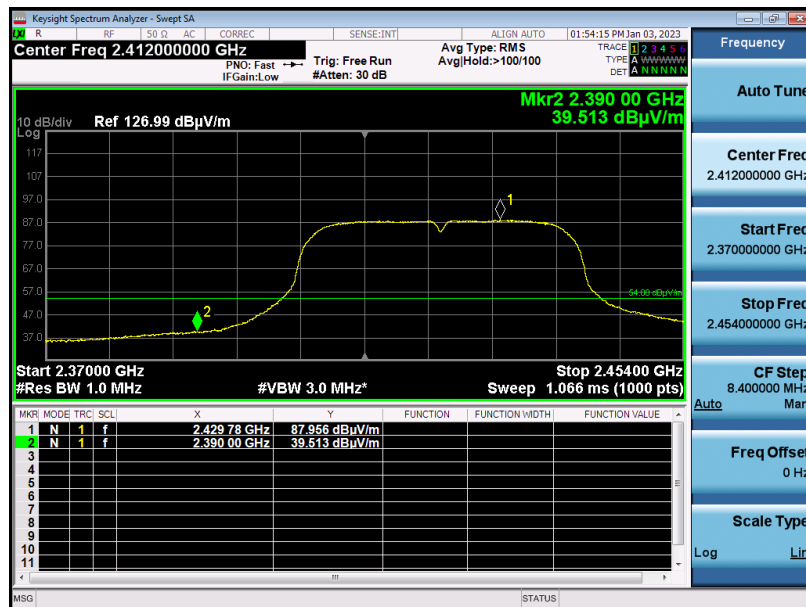 Keysight Spectrum Analyzer - Swept SA
LXI R RF 50 Ω AC CORREC SENSE:INT ALIGN AUTO 01:54:15 PM Jan 03, 2023
Center Freq 2.412000000 GHz
PNO: Fast
IFGain:Low
Trig: Free Run
#Atten: 30 dB
Avg Type: RMS
Avg|Hold:>100/100
TRACE 1 2 3 4 5 6
TYPE A WWWWW
DET A N N N N N
Mkr2 2.390 00 GHz
39.513 dBµV/m
10 dB/div Ref 126.99 dBµV/m
Log
117
107
97.0
87.0
77.0
67.0
57.0
47.0
37.0
1
2
54.00 dBµV/m
Start 2.37000 GHz Stop 2.45400 GHz
#Res BW 1.0 MHz #VBW 3.0 MHz* Sweep 1.066 ms (1000 pts)
MKR MODE TRC SCL X Y FUNCTION FUNCTION WIDTH FUNCTION VALUE
1 N 1 f 2.429 78 GHz 87.956 dBµV/m
2 N 1 f 2.390 00 GHz 39.513 dBµV/m
3
4
5
6
7
8
9
10
11
MSG STATUS
Frequency
Auto Tune
Center Freq
2.412000000 GHz
Start Freq
2.370000000 GHz
Stop Freq
2.454000000 GHz
CF Step
8.400000 MHz
Auto Man
Freq Offset
0 Hz
Scale Type
Log Lin